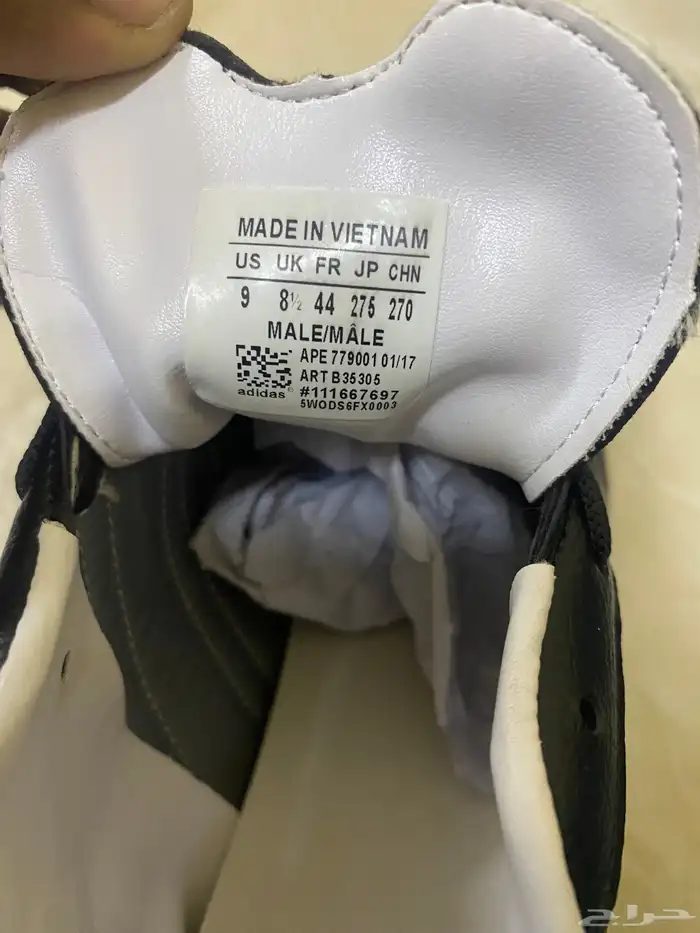 MADE IN VIETNAM
US UK FR JP CHN
9 8½ 44 275 270
MALE/MÂLE
APE 779001 01/17
ART B35305
adidas® #111667697
5WODS6FX0003
حراج